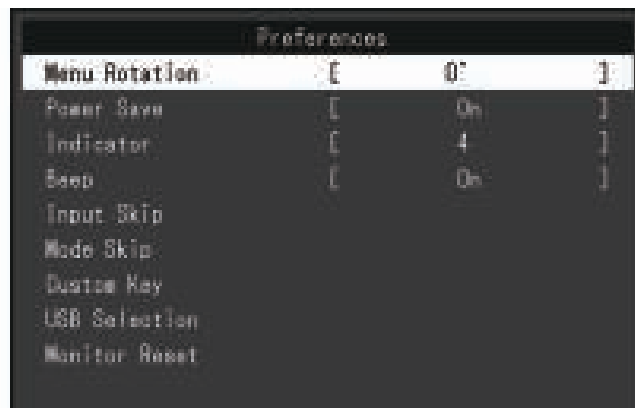 Preferences
Menu Rotation [ 0° ]
Power Save [ On ]
Indicator [ 4 ]
Beep [ On ]
Input Skip
Mode Skip
Custom Key
USB Selection
Monitor Reset